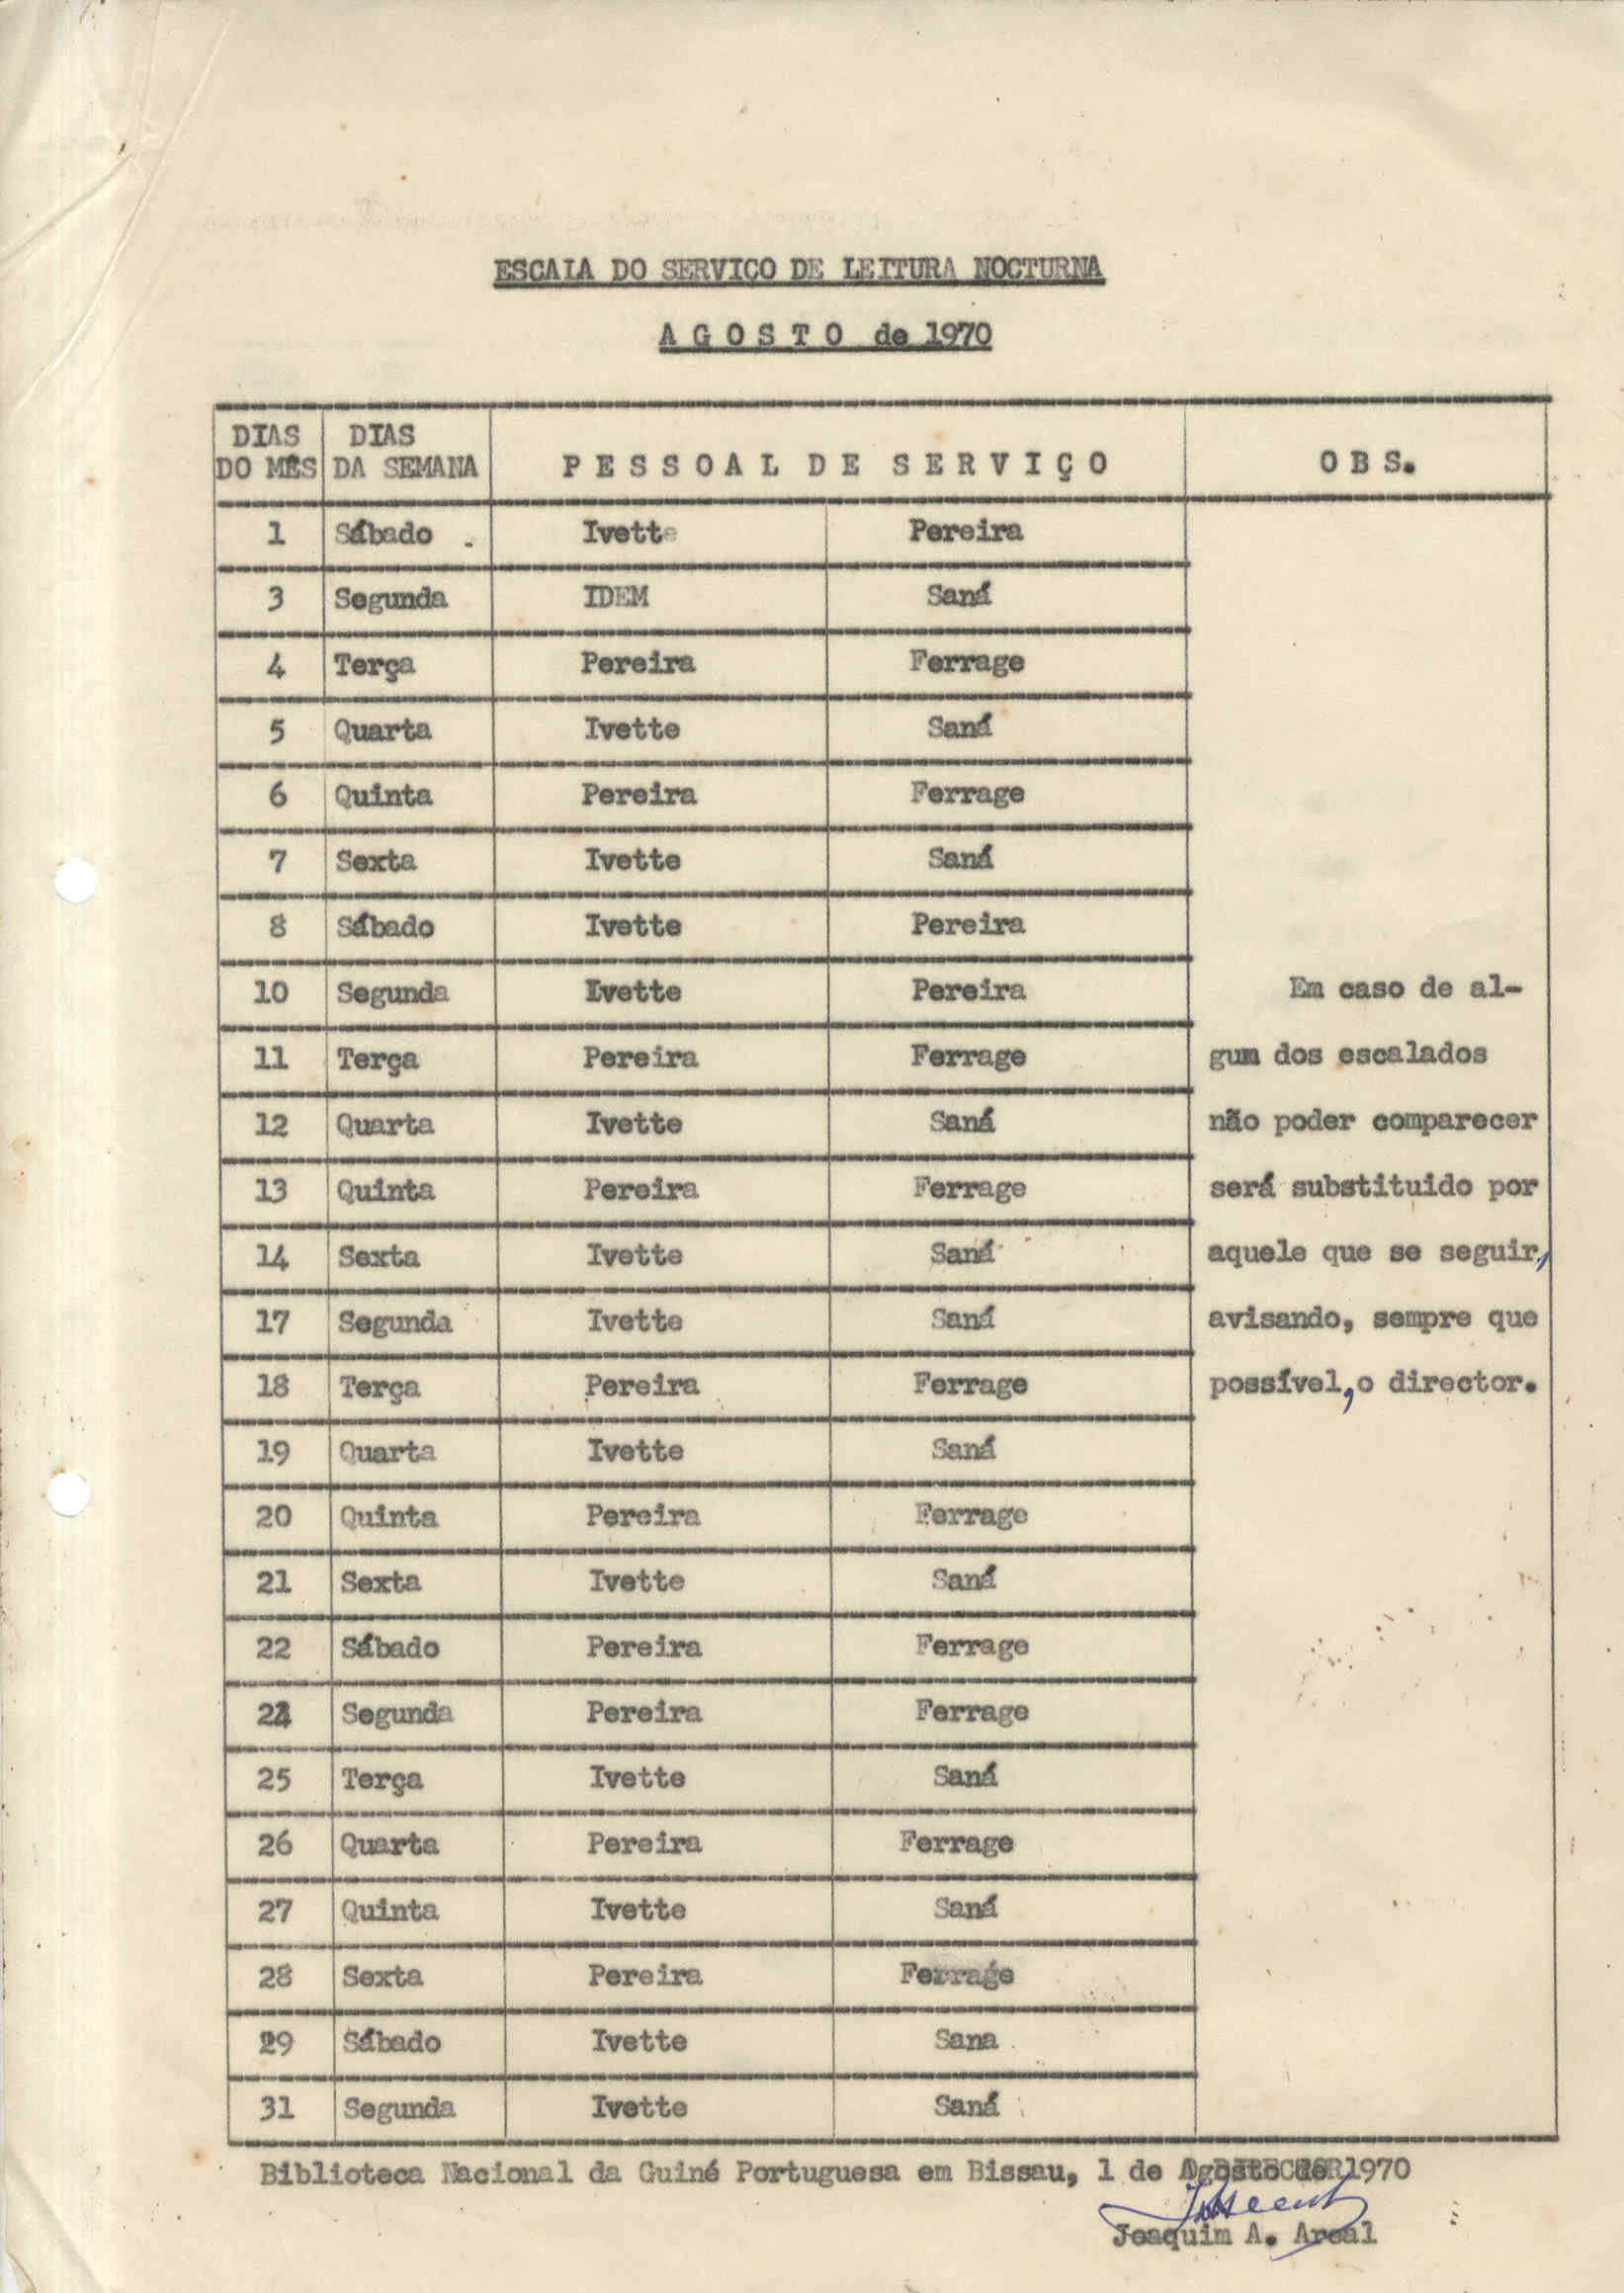 ESCALA DO SERVIÇO DE LEITURA NOCTURNA
A G O S T O de 1970
DIAS DO MÊS DIAS DA SEMANA P E S S O A L D E S E R V I Ç O O B S.
1 Sábado Ivette Pereira
3 Segunda IDEM Saná
4 Terça Pereira Ferrage
5 Quarta Ivette Saná
6 Quinta Pereira Ferrage
7 Sexta Ivette Saná
8 Sábado Ivette Pereira
10 Segunda Ivette Pereira Em caso de al-
11 Terça Pereira Ferrage gum dos escalados
12 Quarta Ivette Saná não poder comparecer
13 Quinta Pereira Ferrage será substituido por
14 Sexta Ivette Saná aquele que se seguir,
17 Segunda Ivette Saná avisando, sempre que
18 Terça Pereira Ferrage possível, o director.
19 Quarta Ivette Saná
20 Quinta Pereira Ferrage
21 Sexta Ivette Saná
22 Sábado Pereira Ferrage
24 Segunda Pereira Ferrage
25 Terça Ivette Saná
26 Quarta Pereira Ferrage
27 Quinta Ivette Saná
28 Sexta Pereira Ferrage
29 Sábado Ivette Sana
31 Segunda Ivette Saná
Biblioteca Nacional da Guiné Portuguesa em Bissau, 1 de Agosto de 1970
O DIRECTOR
Joaquim A. Areal